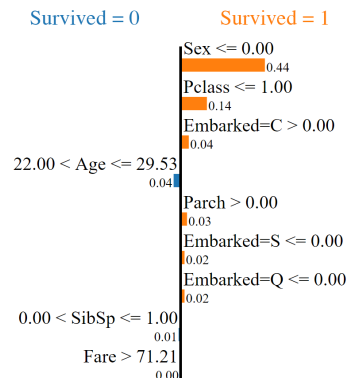 Survived = 0 Survived = 1
Sex <= 0.00
0.44
Pclass <= 1.00
0.14
Embarked=C > 0.00
0.04
22.00 < Age <= 29.53
0.04
Parch > 0.00
0.03
Embarked=S <= 0.00
0.02
Embarked=Q <= 0.00
0.02
0.00 < SibSp <= 1.00
0.01
Fare > 71.21
0.00